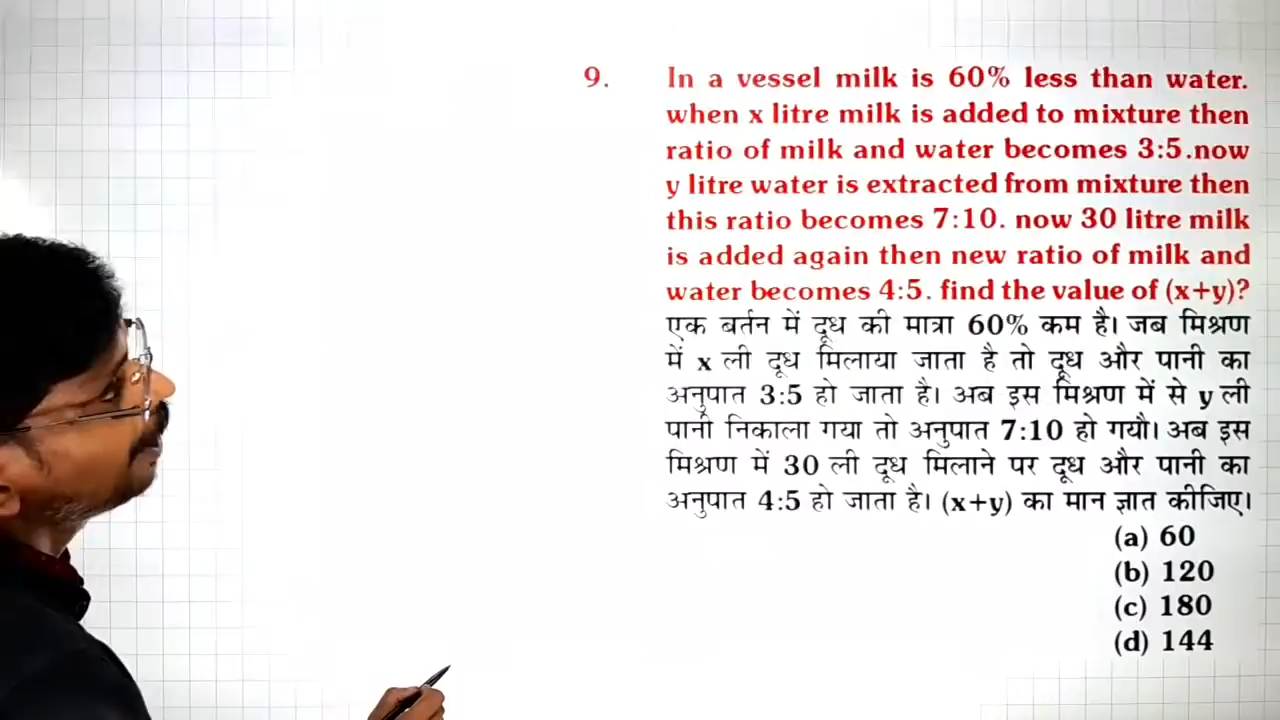 9. In a vessel milk is 60% less than water.
when x litre milk is added to mixture then
ratio of milk and water becomes 3:5.now
y litre water is extracted from mixture then
this ratio becomes 7:10. now 30 litre milk
is added again then new ratio of milk and
water becomes 4:5. find the value of (x+y)?
एक बर्तन में दूध की मात्रा 60% कम है। जब मिश्रण
में x ली दूध मिलाया जाता है तो दूध और पानी का
अनुपात 3:5 हो जाता है। अब इस मिश्रण में से y ली
पानी निकाला गया तो अनुपात 7:10 हो गयौ। अब इस
मिश्रण में 30 ली दूध मिलाने पर दूध और पानी का
अनुपात 4:5 हो जाता है। (x+y) का मान ज्ञात कीजिए।
(a) 60
(b) 120
(c) 180
(d) 144